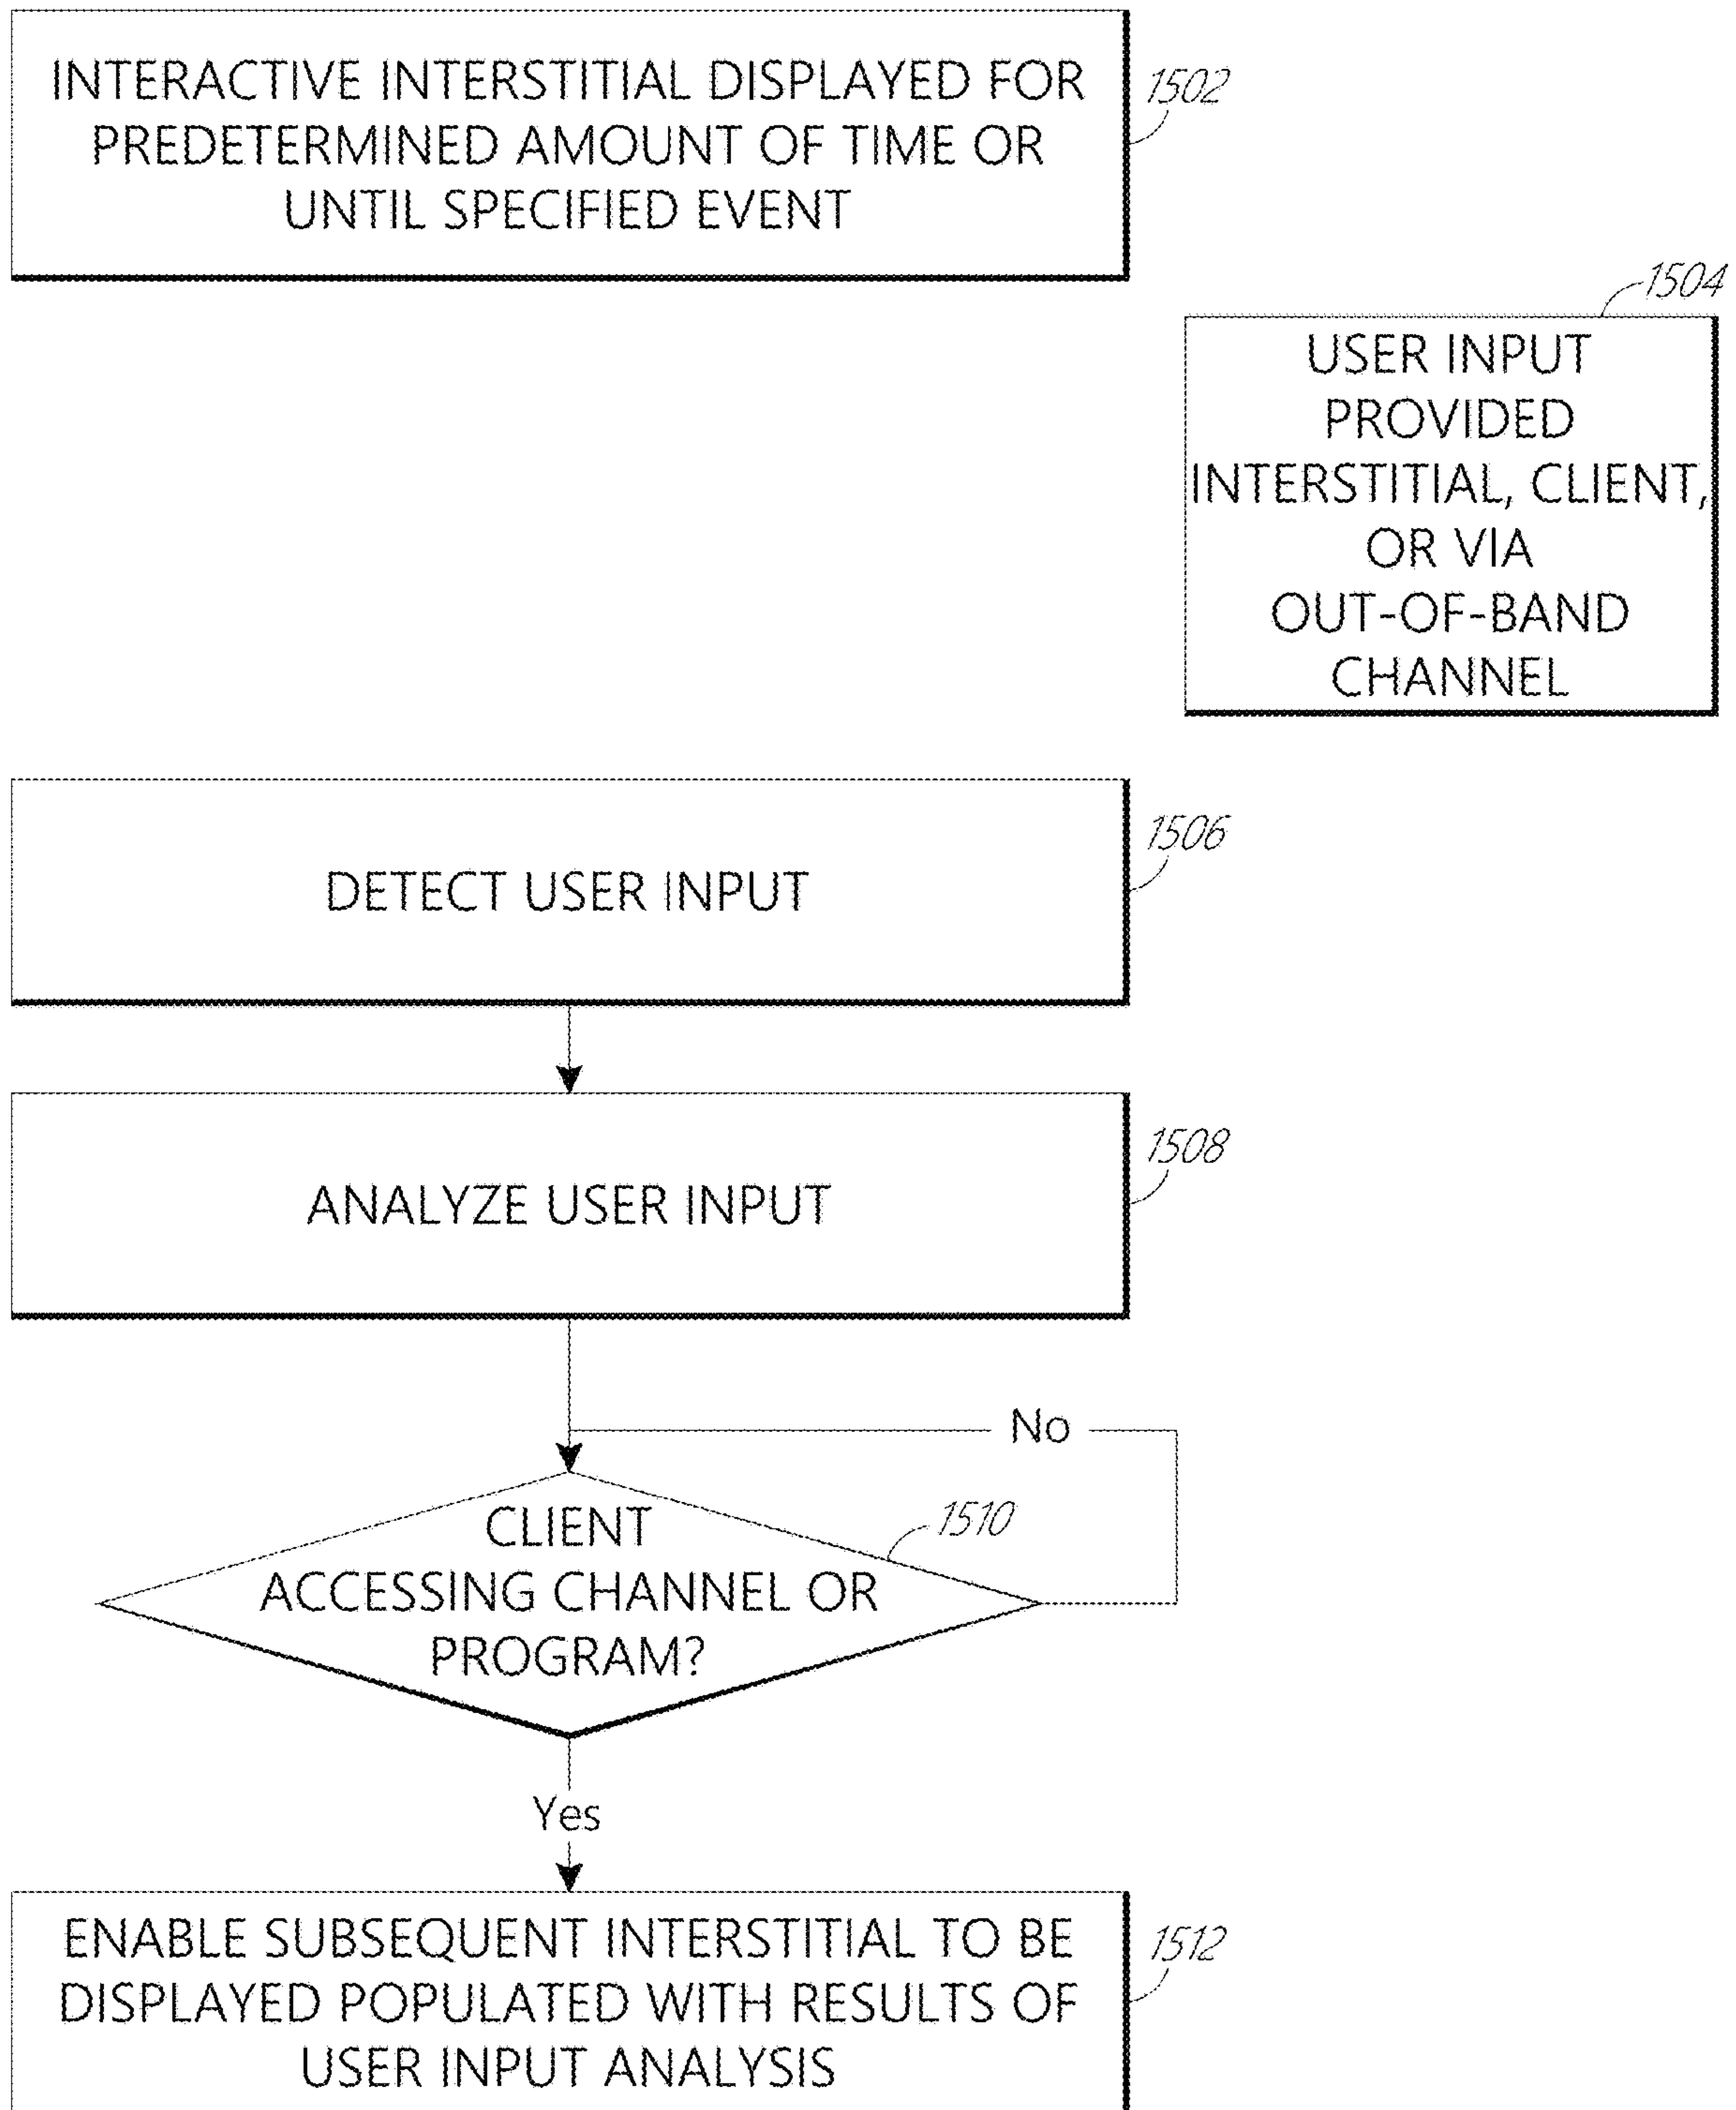 INTERACTIVE INTERSTITIAL DISPLAYED FOR
PREDETERMINED AMOUNT OF TIME OR
UNTIL SPECIFIED EVENT
1502
1504
USER INPUT
PROVIDED
INTERSTITIAL, CLIENT,
OR VIA
OUT-OF-BAND
CHANNEL
DETECT USER INPUT
1506
ANALYZE USER INPUT
1508
No
CLIENT
ACCESSING CHANNEL OR
PROGRAM?
1510
Yes
ENABLE SUBSEQUENT INTERSTITIAL TO BE
DISPLAYED POPULATED WITH RESULTS OF
USER INPUT ANALYSIS
1512